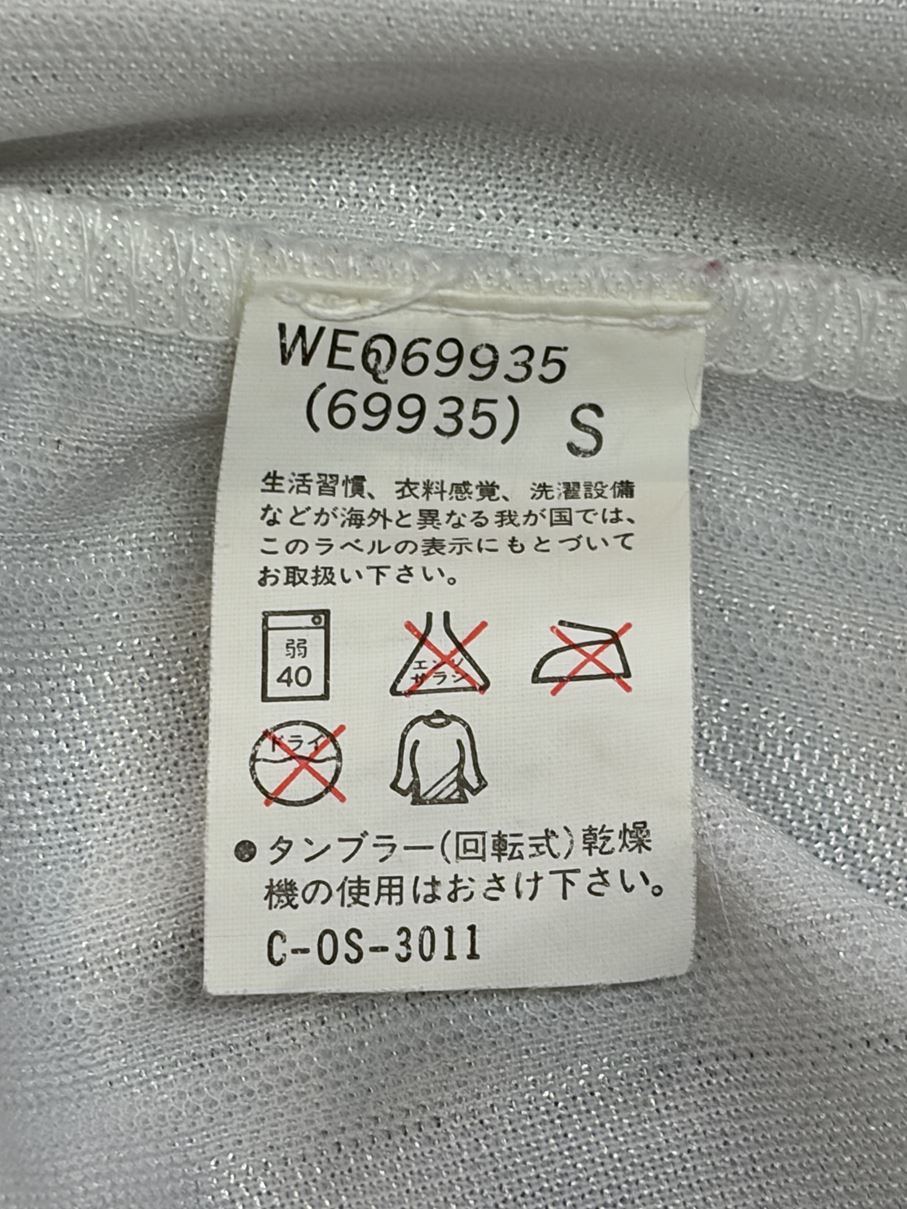 WEQ69935
(69935) S
生活習慣、衣料感覚、洗濯設備
などが海外と異なる我が国では、
このラベルの表示にもとづいて
お取扱い下さい。
弱
40
エンソ
サラシ
ドライ
●タンブラー(回転式)乾燥
機の使用はおさけ下さい。
C-OS-3011